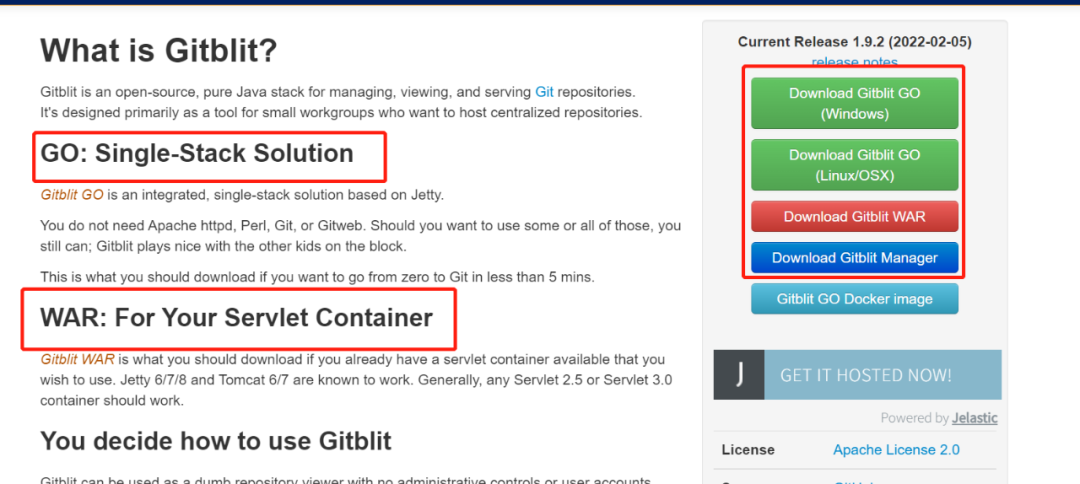 What is Gitblit?
Gitblit is an open-source, pure Java stack for managing, viewing, and serving Git repositories.
It's designed primarily as a tool for small workgroups who want to host centralized repositories.
GO: Single-Stack Solution
Gitblit GO is an integrated, single-stack solution based on Jetty.
You do not need Apache httpd, Perl, Git, or Gitweb. Should you want to use some or all of those, you
still can; Gitblit plays nice with the other kids on the block.
This is what you should download if you want to go from zero to Git in less than 5 mins.
WAR: For Your Servlet Container
Gitblit WAR is what you should download if you already have a servlet container available that you
wish to use. Jetty 6/7/8 and Tomcat 6/7 are known to work. Generally, any Servlet 2.5 or Servlet 3.0
container should work.
You decide how to use Gitblit
Gitblit can be used as a dumb repository viewer with no administrative controls or user accounts
Current Release 1.9.2 (2022-02-05)
release notes
Download Gitblit GO
(Windows)
Download Gitblit GO
(Linux/OSX)
Download Gitblit WAR
Download Gitblit Manager
Gitblit GO Docker image
J GET IT HOSTED NOW!
Powered by Jelastic
License Apache License 2.0